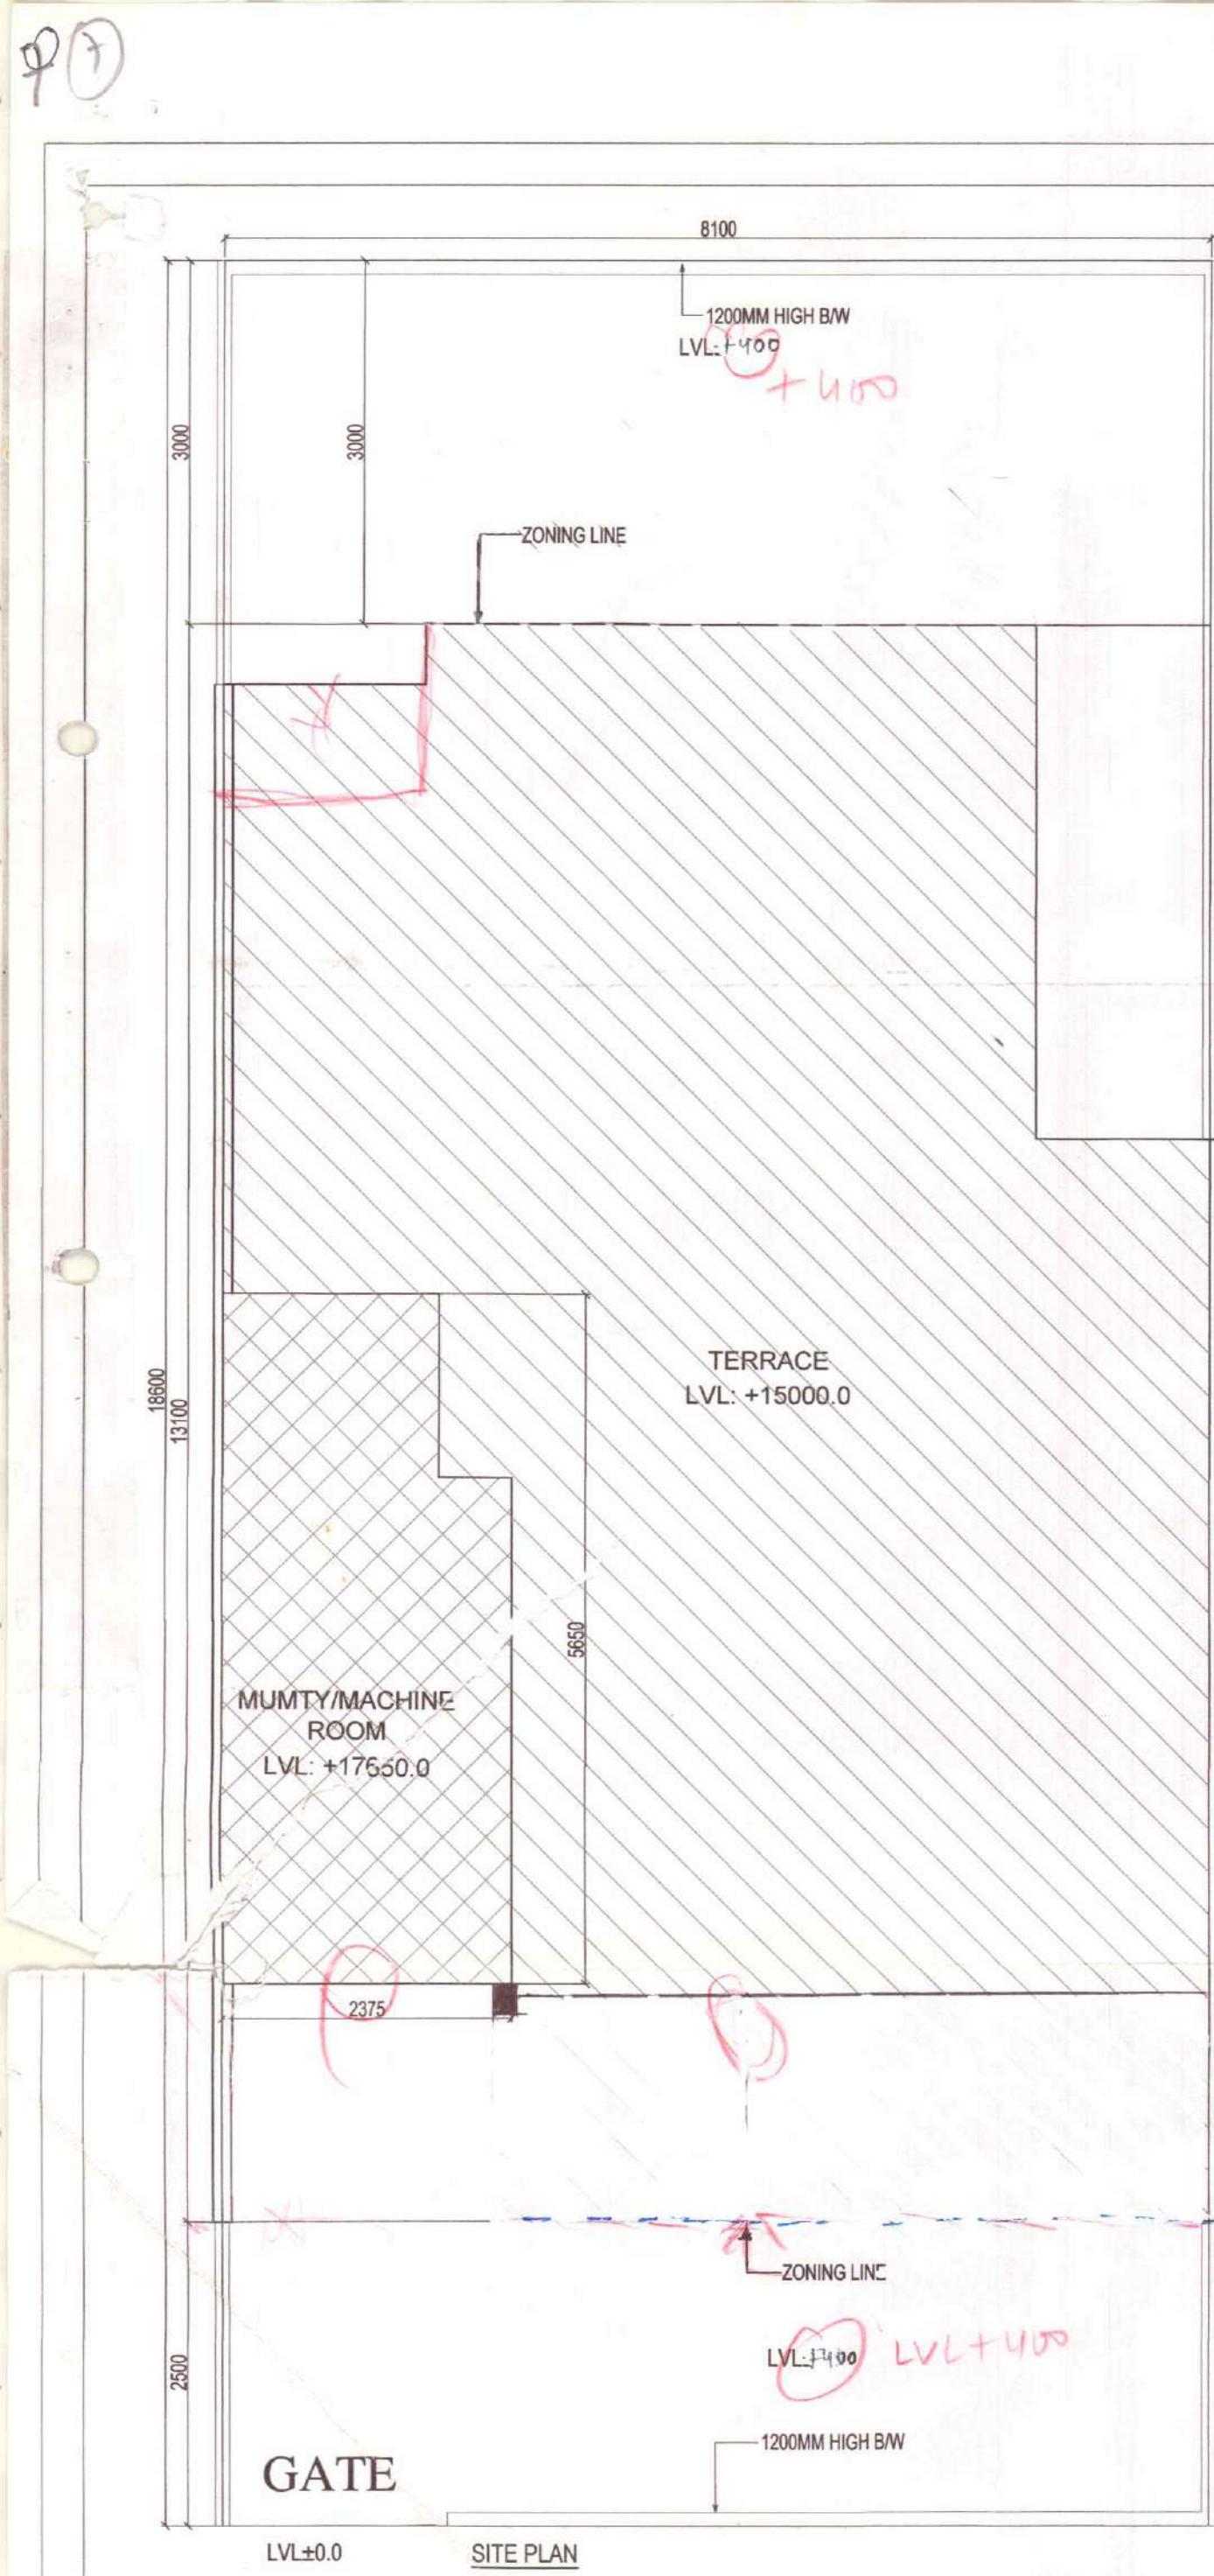 7
8100
1200MM HIGH B/W
LVL:+400
+400
3000
3000
ZONING LINE
TERRACE
LVL: +15000.0
18600
13100
5650
MUMTY/MACHINE
ROOM
LVL: +17650.0
2375
ZONING LINE
LVL:+400 LVL+400
2500
1200MM HIGH B/W
GATE
LVL±0.0
SITE PLAN